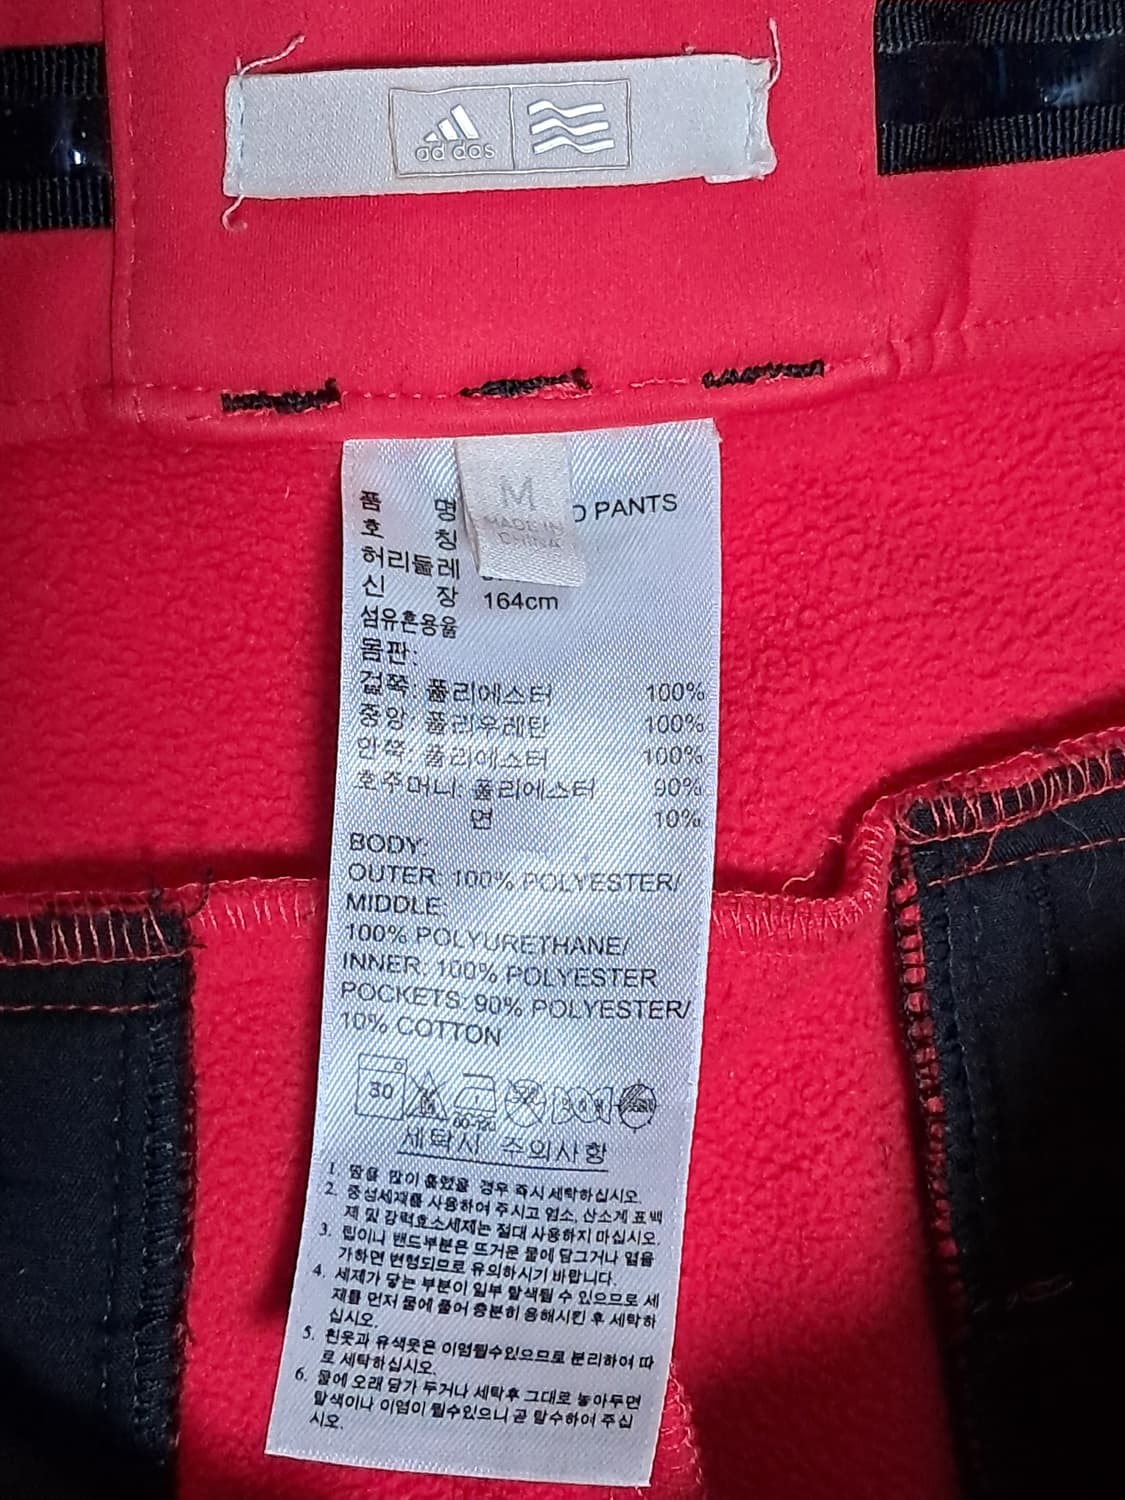 adidas
M
MADE IN
CHINA
품 명 D PANTS
호 칭
허리둘레
신 장 164cm
섬유혼용율
몸판:
겉쪽: 폴리에스터 100%
중앙: 폴리우레탄 100%
안쪽: 폴리에스터 100%
호주머니: 폴리에스터 90%
면 10%
BODY:
OUTER: 100% POLYESTER/
MIDDLE:
100% POLYURETHANE/
INNER: 100% POLYESTER
POCKETS: 90% POLYESTER/
10% COTTON
30
80-120
세탁시 주의사항
1. 땀을 많이 흘렸을 경우 즉시 세탁하십시오.
2. 중성세제를 사용하여 주시고 염소, 산소계 표백
제 및 강력효소세제는 절대 사용하지 마십시오.
3. 립이나 밴드부분은 뜨거운 물에 담그거나 열을
가하면 변형되므로 유의하시기 바랍니다.
4. 세제가 닿는 부분이 일부 탈색될 수 있으므로 세
제를 먼저 물에 풀어 충분히 용해시킨 후 세탁하
십시오.
5. 흰옷과 유색옷은 이염될수있으므로 분리하여 따
로 세탁하십시오.
6. 물에 오래 담가 두거나 세탁후 그대로 놓아두면
탈색이나 이염이 될수있으니 곧 탈수하여 주십
시오.